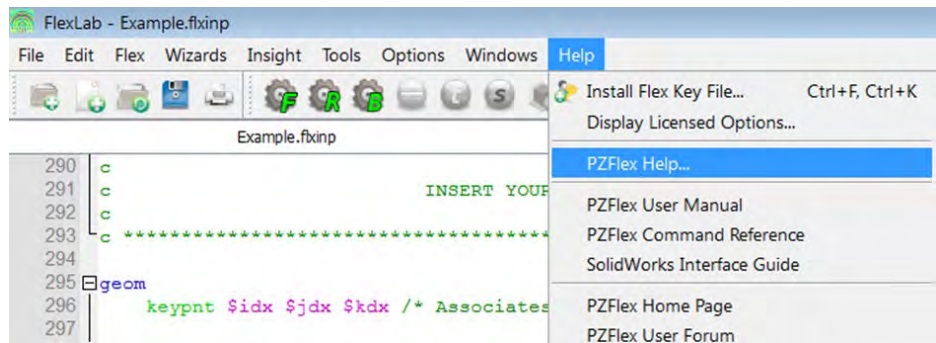 FlexLab - Example.flxinp
File Edit Flex Wizards Insight Tools Options Windows Help
F R B S
Install Flex Key File... Ctrl+F, Ctrl+K
Display Licensed Options...
Example.flxinp
PZFlex Help...
290 c
291 c INSERT YOUR
292 c
293 c ***************************************
294
295 geom
296 keypnt $idx $jdx $kdx /* Associates
297
PZFlex User Manual
PZFlex Command Reference
SolidWorks Interface Guide
PZFlex Home Page
PZFlex User Forum